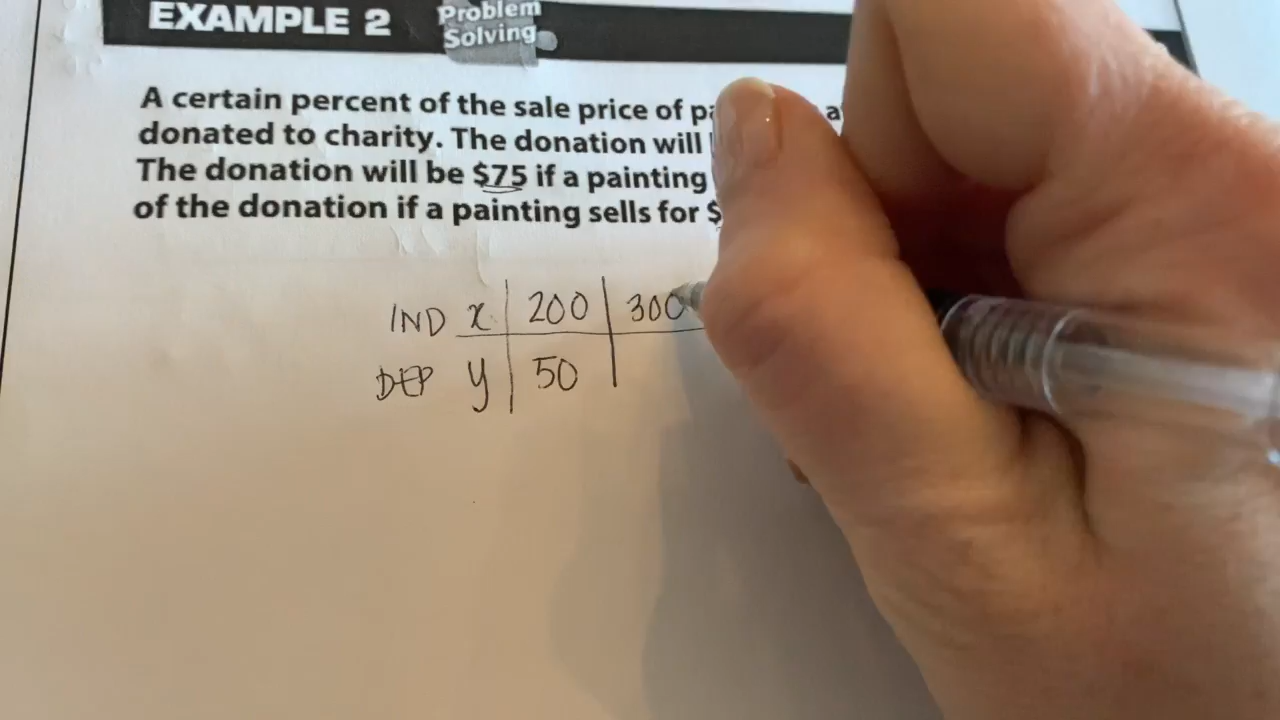 EXAMPLE 2
Problem
Solving
A certain percent of the sale price of
donated to charity. The donation will
The donation will be $75 if a painting
of the donation if a painting sells for $
IND x 200 300
DEP y 50